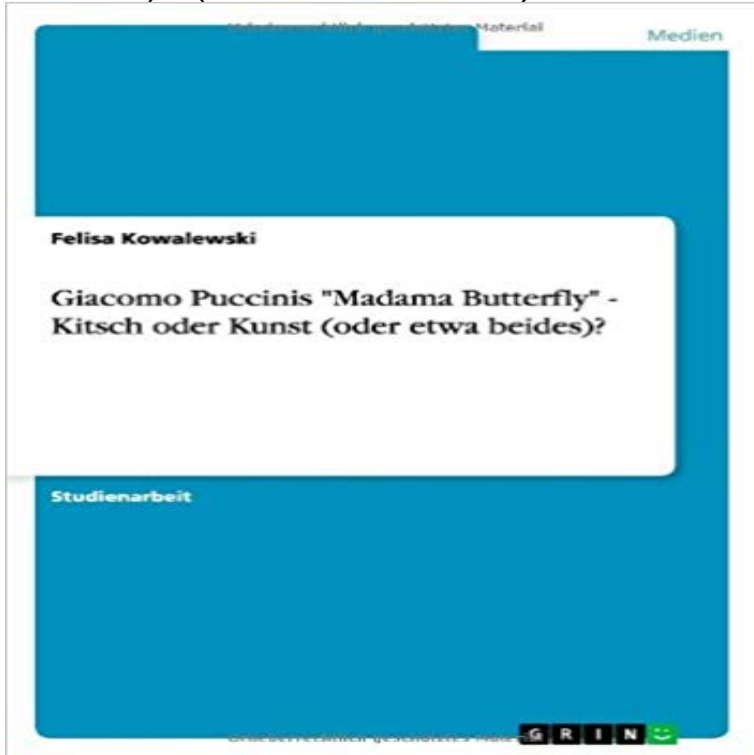 Medien
Felisa Kowalewski
Giacomo Puccinis "Madama Butterfly" -
Kitsch oder Kunst (oder etwa beides)?
Studienarbeit
GRIN